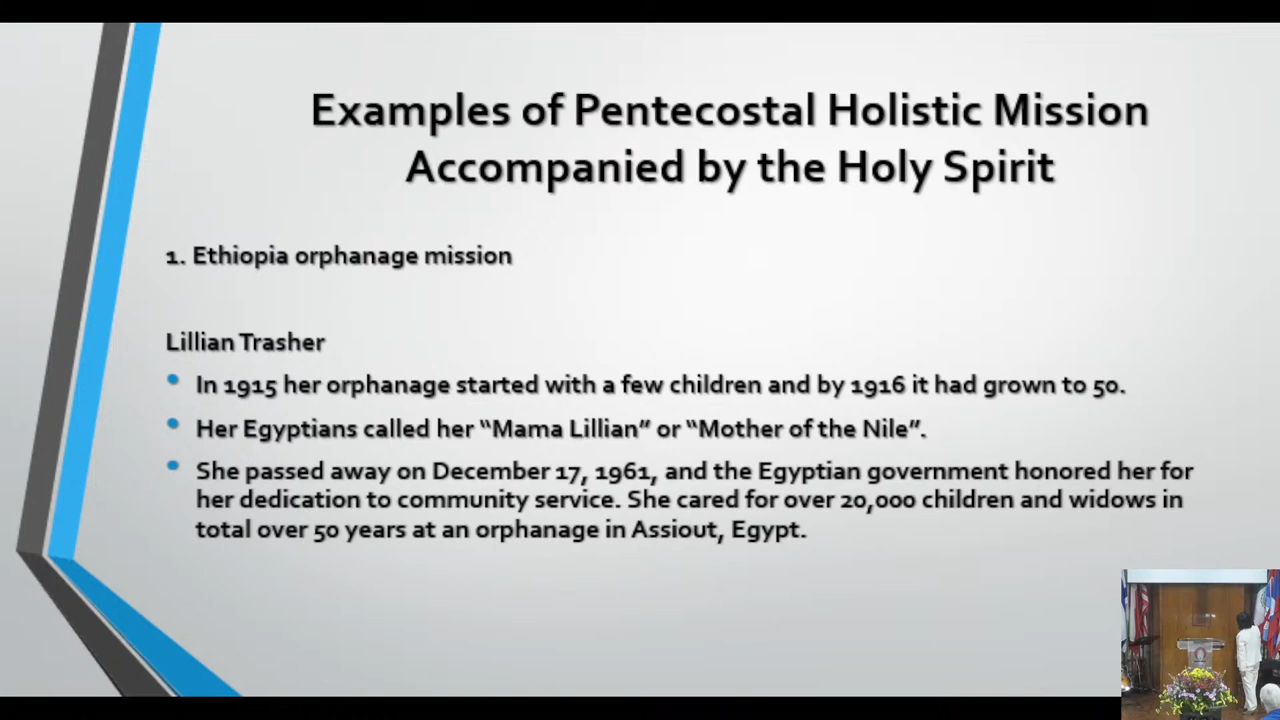 Examples of Pentecostal Holistic Mission
Accompanied by the Holy Spirit
1. Ethiopia orphanage mission
Lillian Trasher
• In 1915 her orphanage started with a few children and by 1916 it had grown to 50.
• Her Egyptians called her “Mama Lillian” or “Mother of the Nile”.
• She passed away on December 17, 1961, and the Egyptian government honored her for
her dedication to community service. She cared for over 20,000 children and widows in
total over 50 years at an orphanage in Assiout, Egypt.